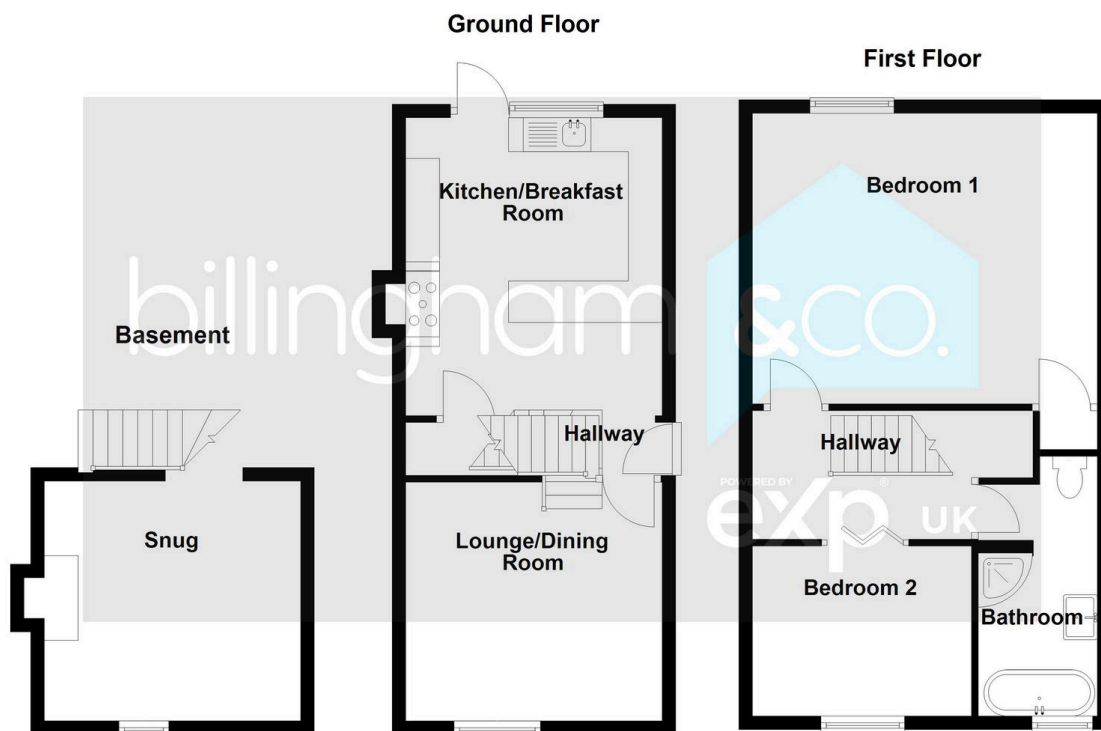 Ground Floor
First Floor
Kitchen/Breakfast
Room
Bedroom 1
billingham &co.
Basement
Hallway
Hallway
POWERED BY
eXp® UK
Snug
Lounge/Dining
Room
Bedroom 2
Bathroom